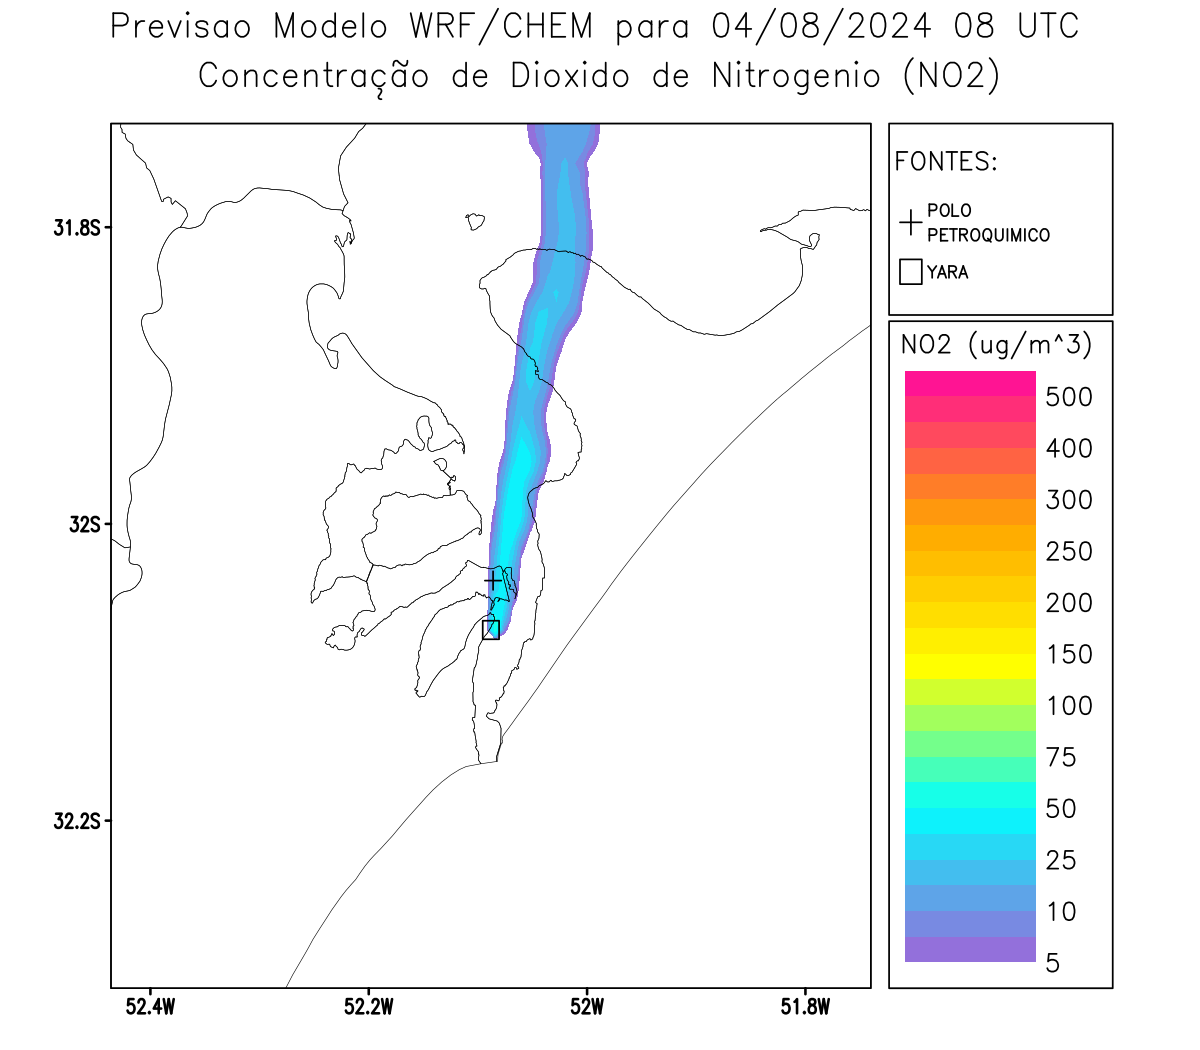 Previsao Modelo WRF/CHEM para 04/08/2024 08 UTC
Concentração de Dioxido de Nitrogenio (NO2)
FONTES:
POLO
PETROQUIMICO
YARA
31.8S
32S
32.2S
52.4W
52.2W
52W
51.8W
NO2 (ug/m^3)
500
400
300
250
200
150
100
75
50
25
10
5